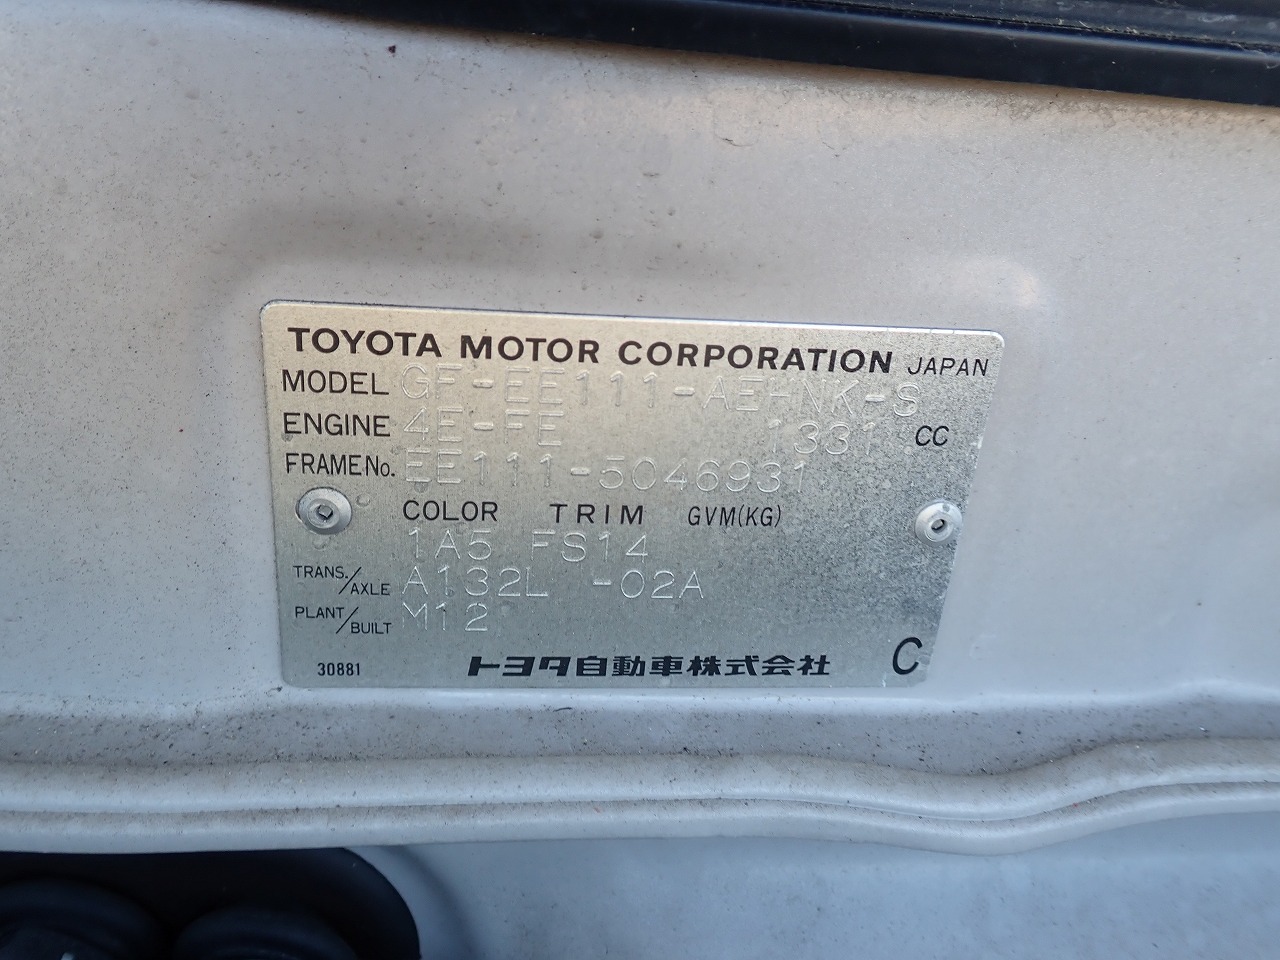 TOYOTA MOTOR CORPORATION JAPAN
MODEL GF-EE111-AEHNK-S
ENGINE 4E-FE 1331 CC
FRAME No. EE111-5046931
COLOR TRIM GVM(KG)
1A5 FS14
TRANS./AXLE A132L -02A
PLANT/BUILT M12
30881 トヨタ自動車株式会社 C